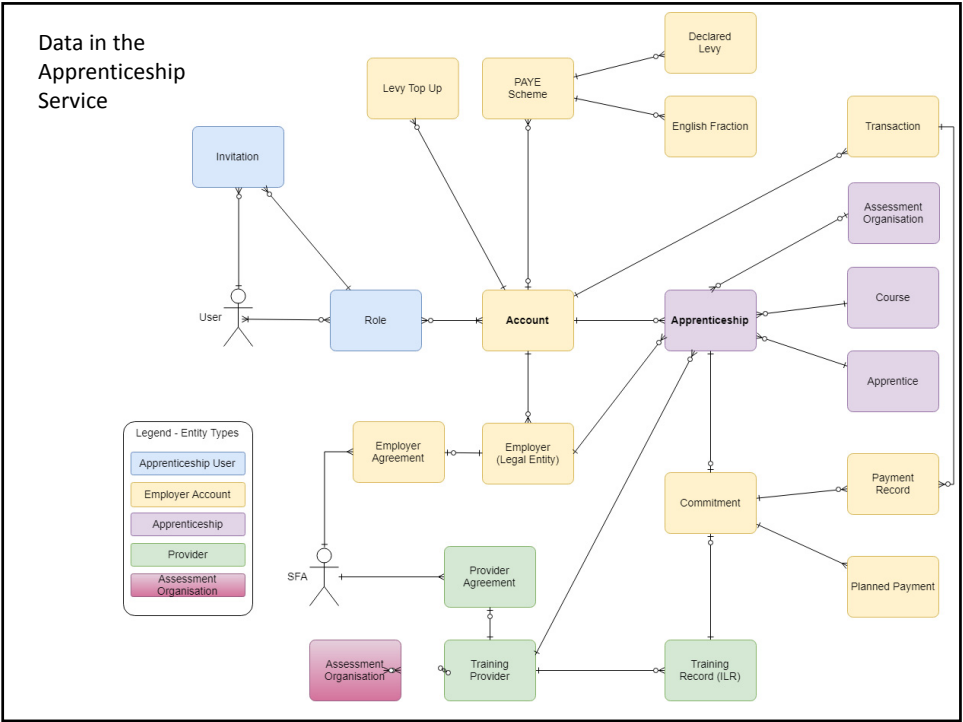 Data in the
Apprenticeship
Service
Declared
Levy
Levy Top Up
PAYE
Scheme
English Fraction
Transaction
Invitation
Assessment
Organisation
Course
User
Role
Account
Apprenticeship
Apprentice
Legend - Entity Types
Apprenticeship User
Employer Account
Apprenticeship
Provider
Assessment
Organisation
Employer
Agreement
Employer
(Legal Entity)
Commitment
Payment
Record
SFA
Provider
Agreement
Planned Payment
Assessment
Organisation
Training
Provider
Training
Record (ILR)